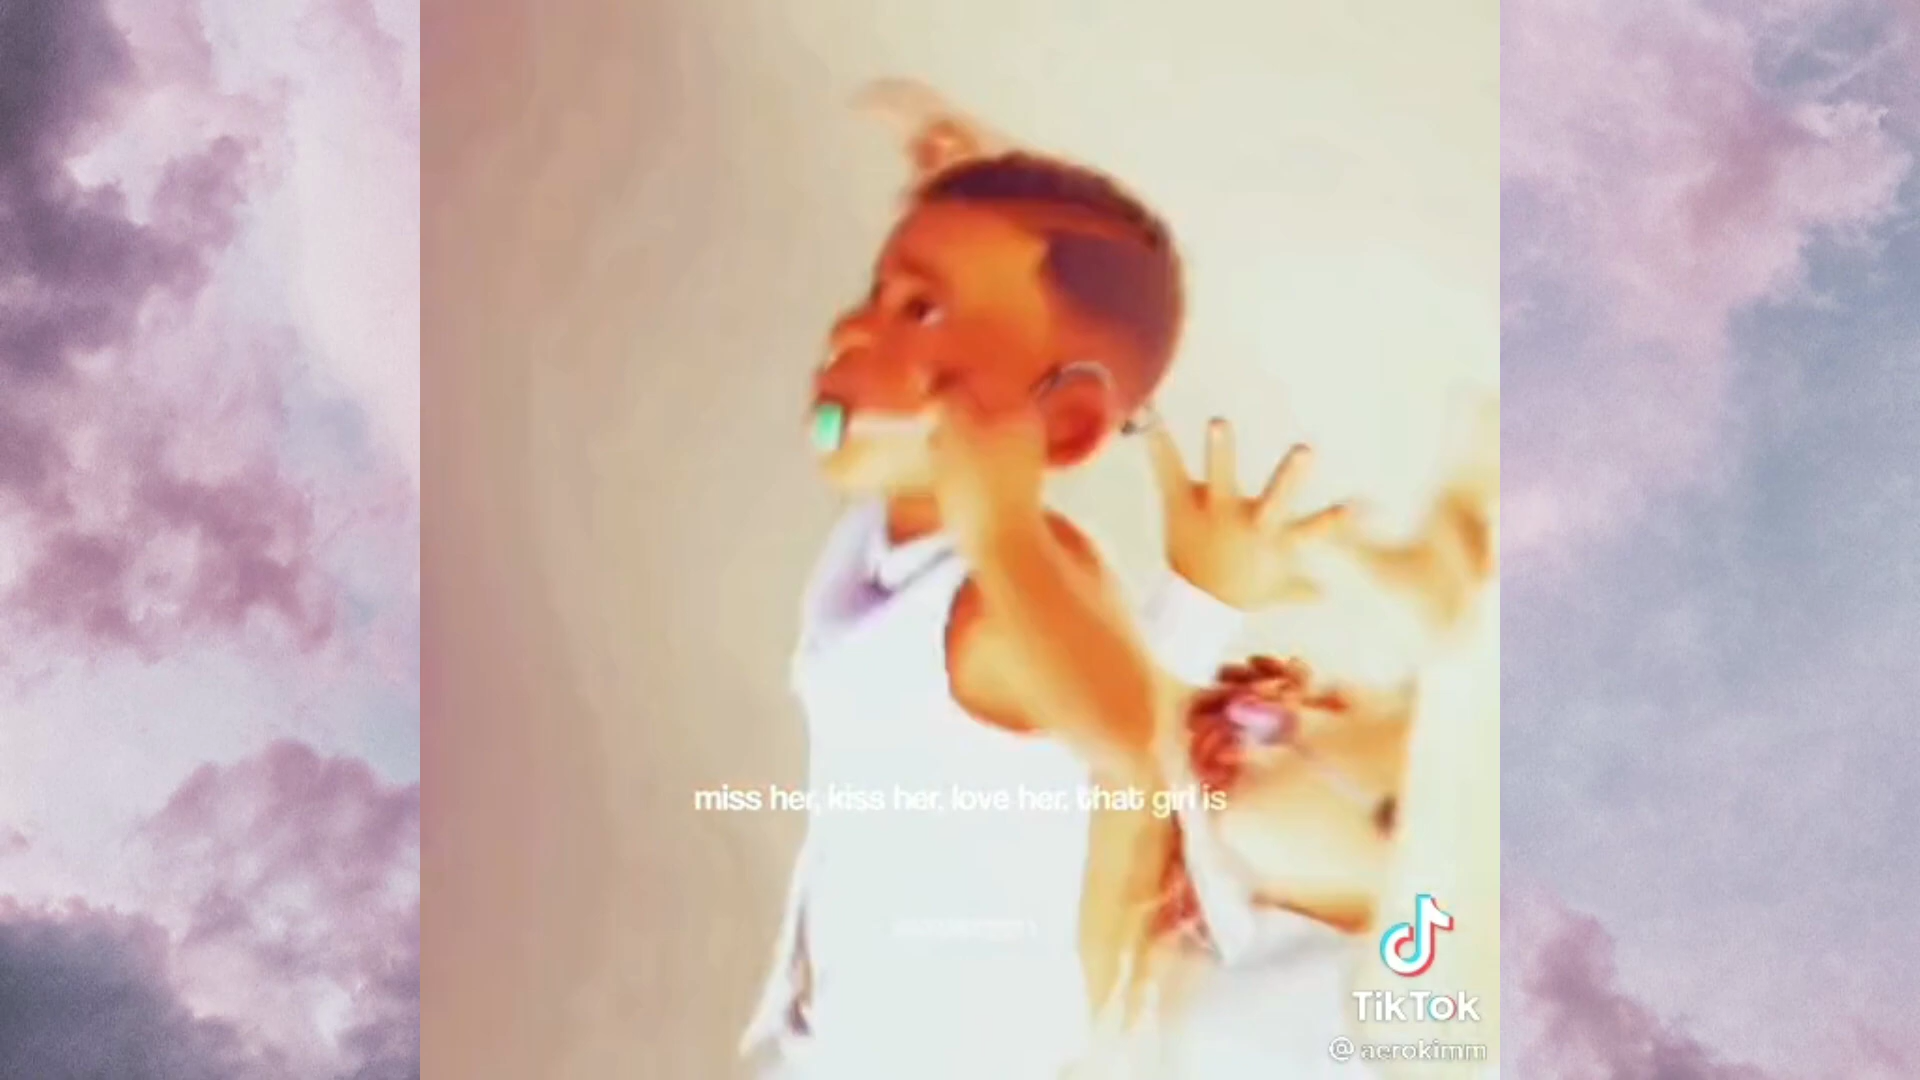 miss her, kiss her, love her, that girl is
TikTok
@ aerokimm